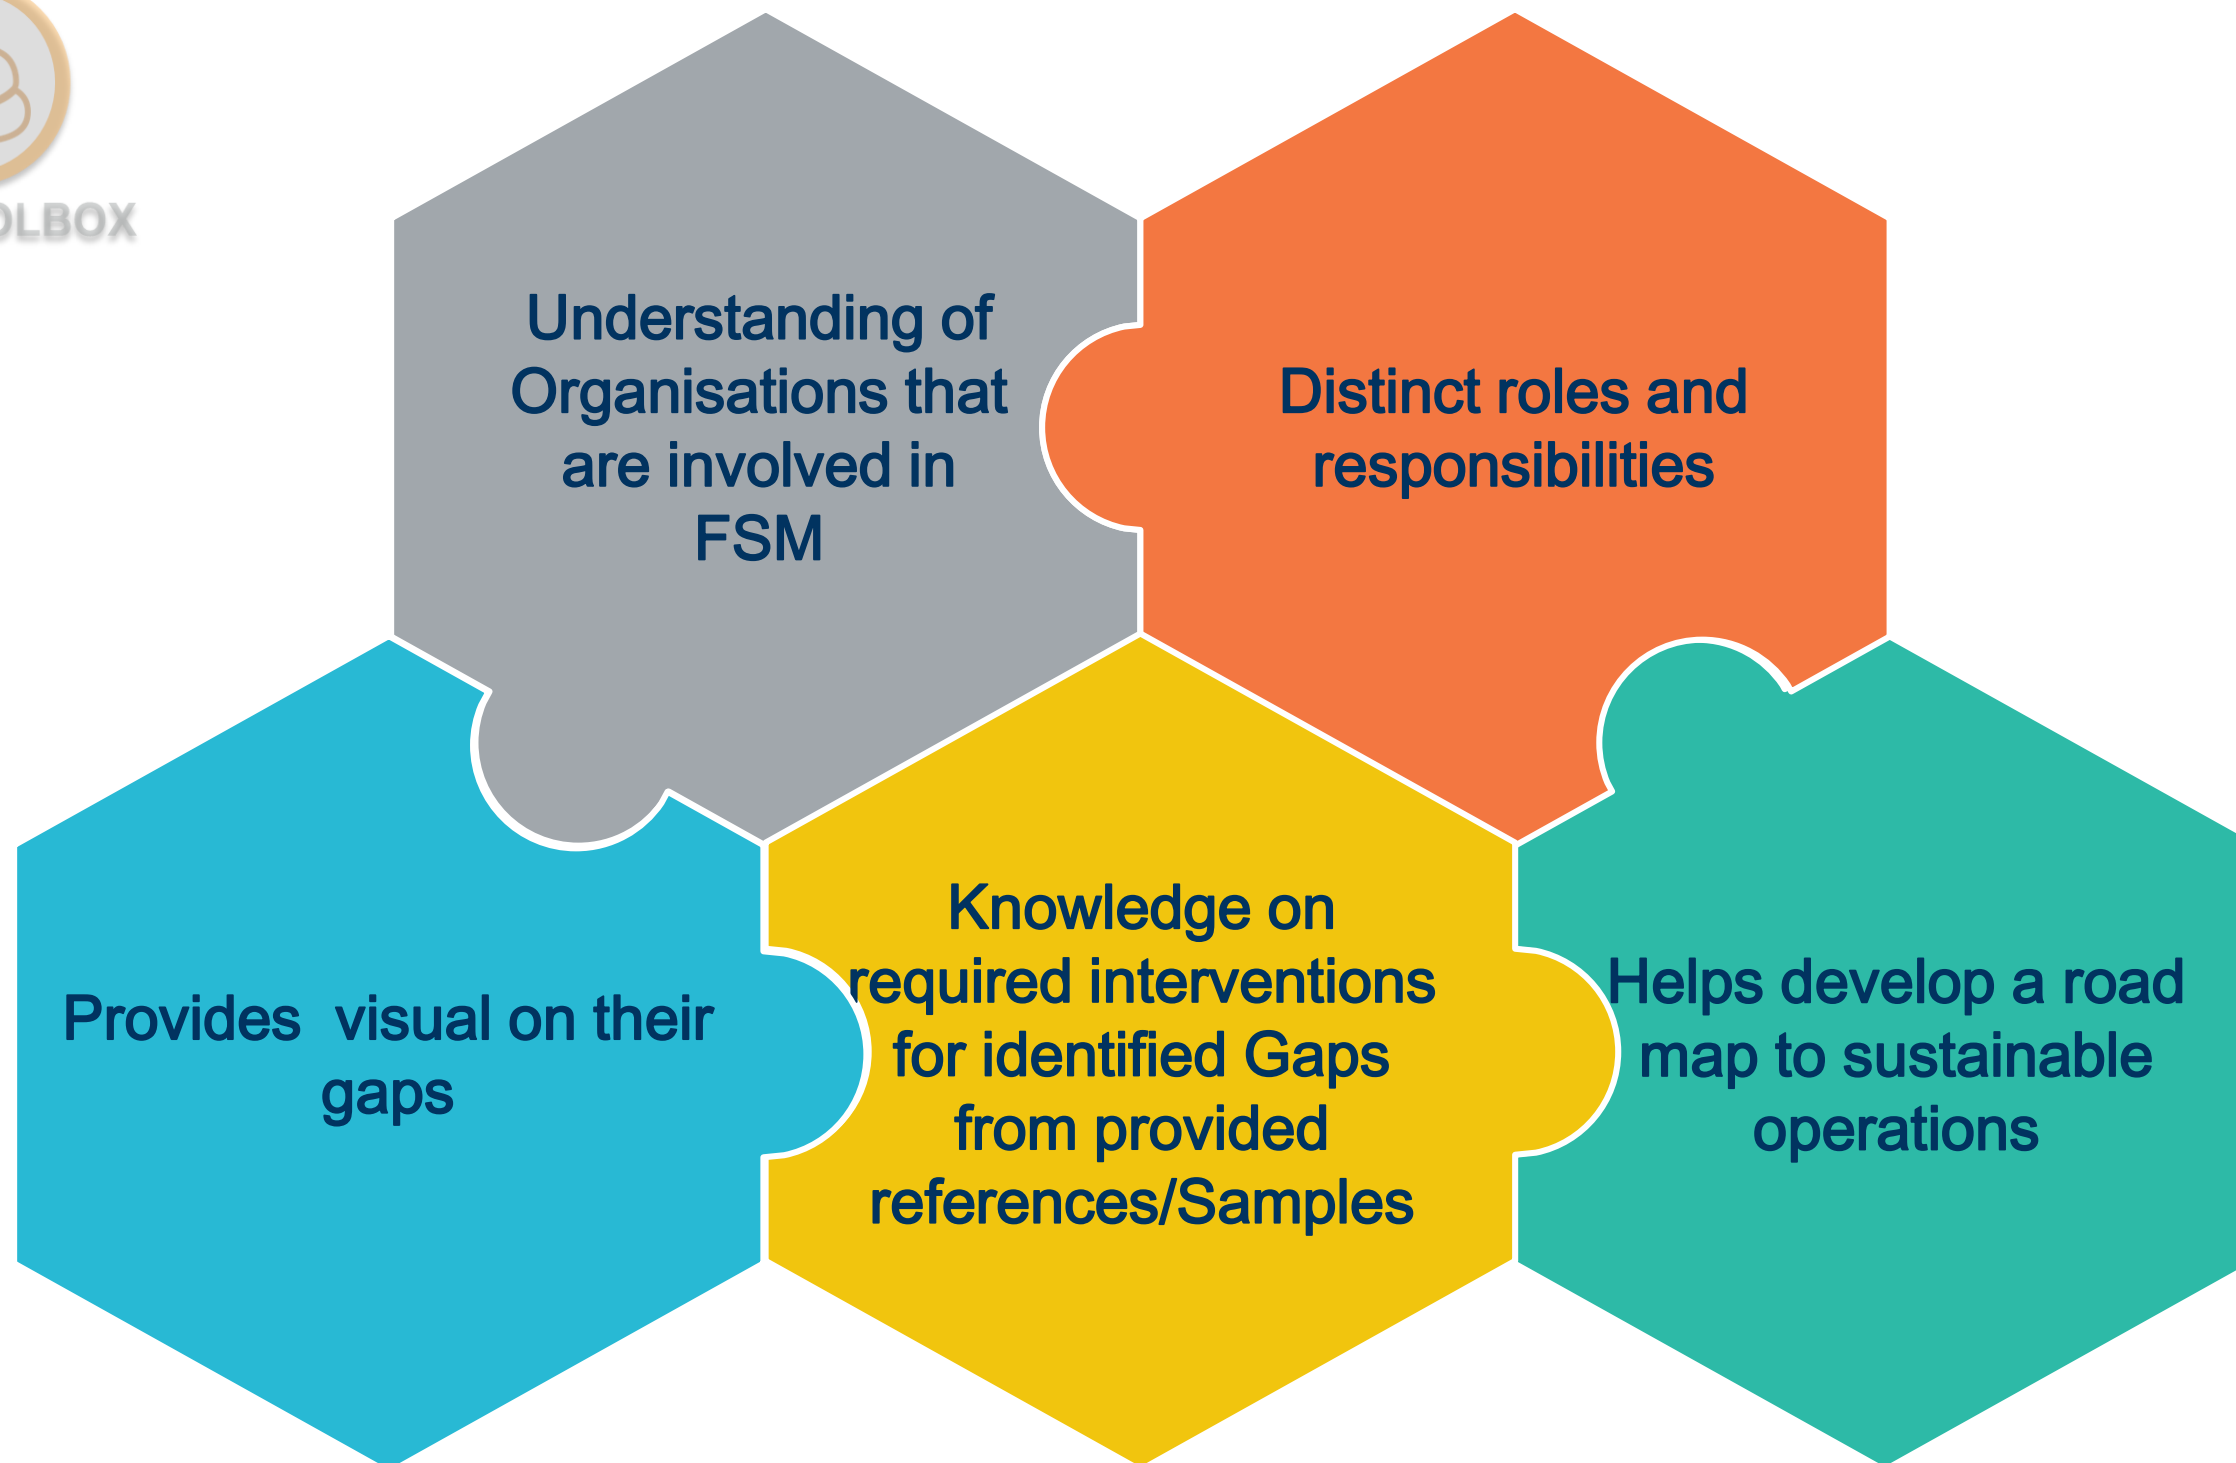 OLBOX
Understanding of
Organisations that
are involved in
FSM
Distinct roles and
responsibilities
Provides  visual on their
gaps
Knowledge on
required interventions
for identified Gaps
from provided
references/Samples
Helps develop a road
map to sustainable
operations